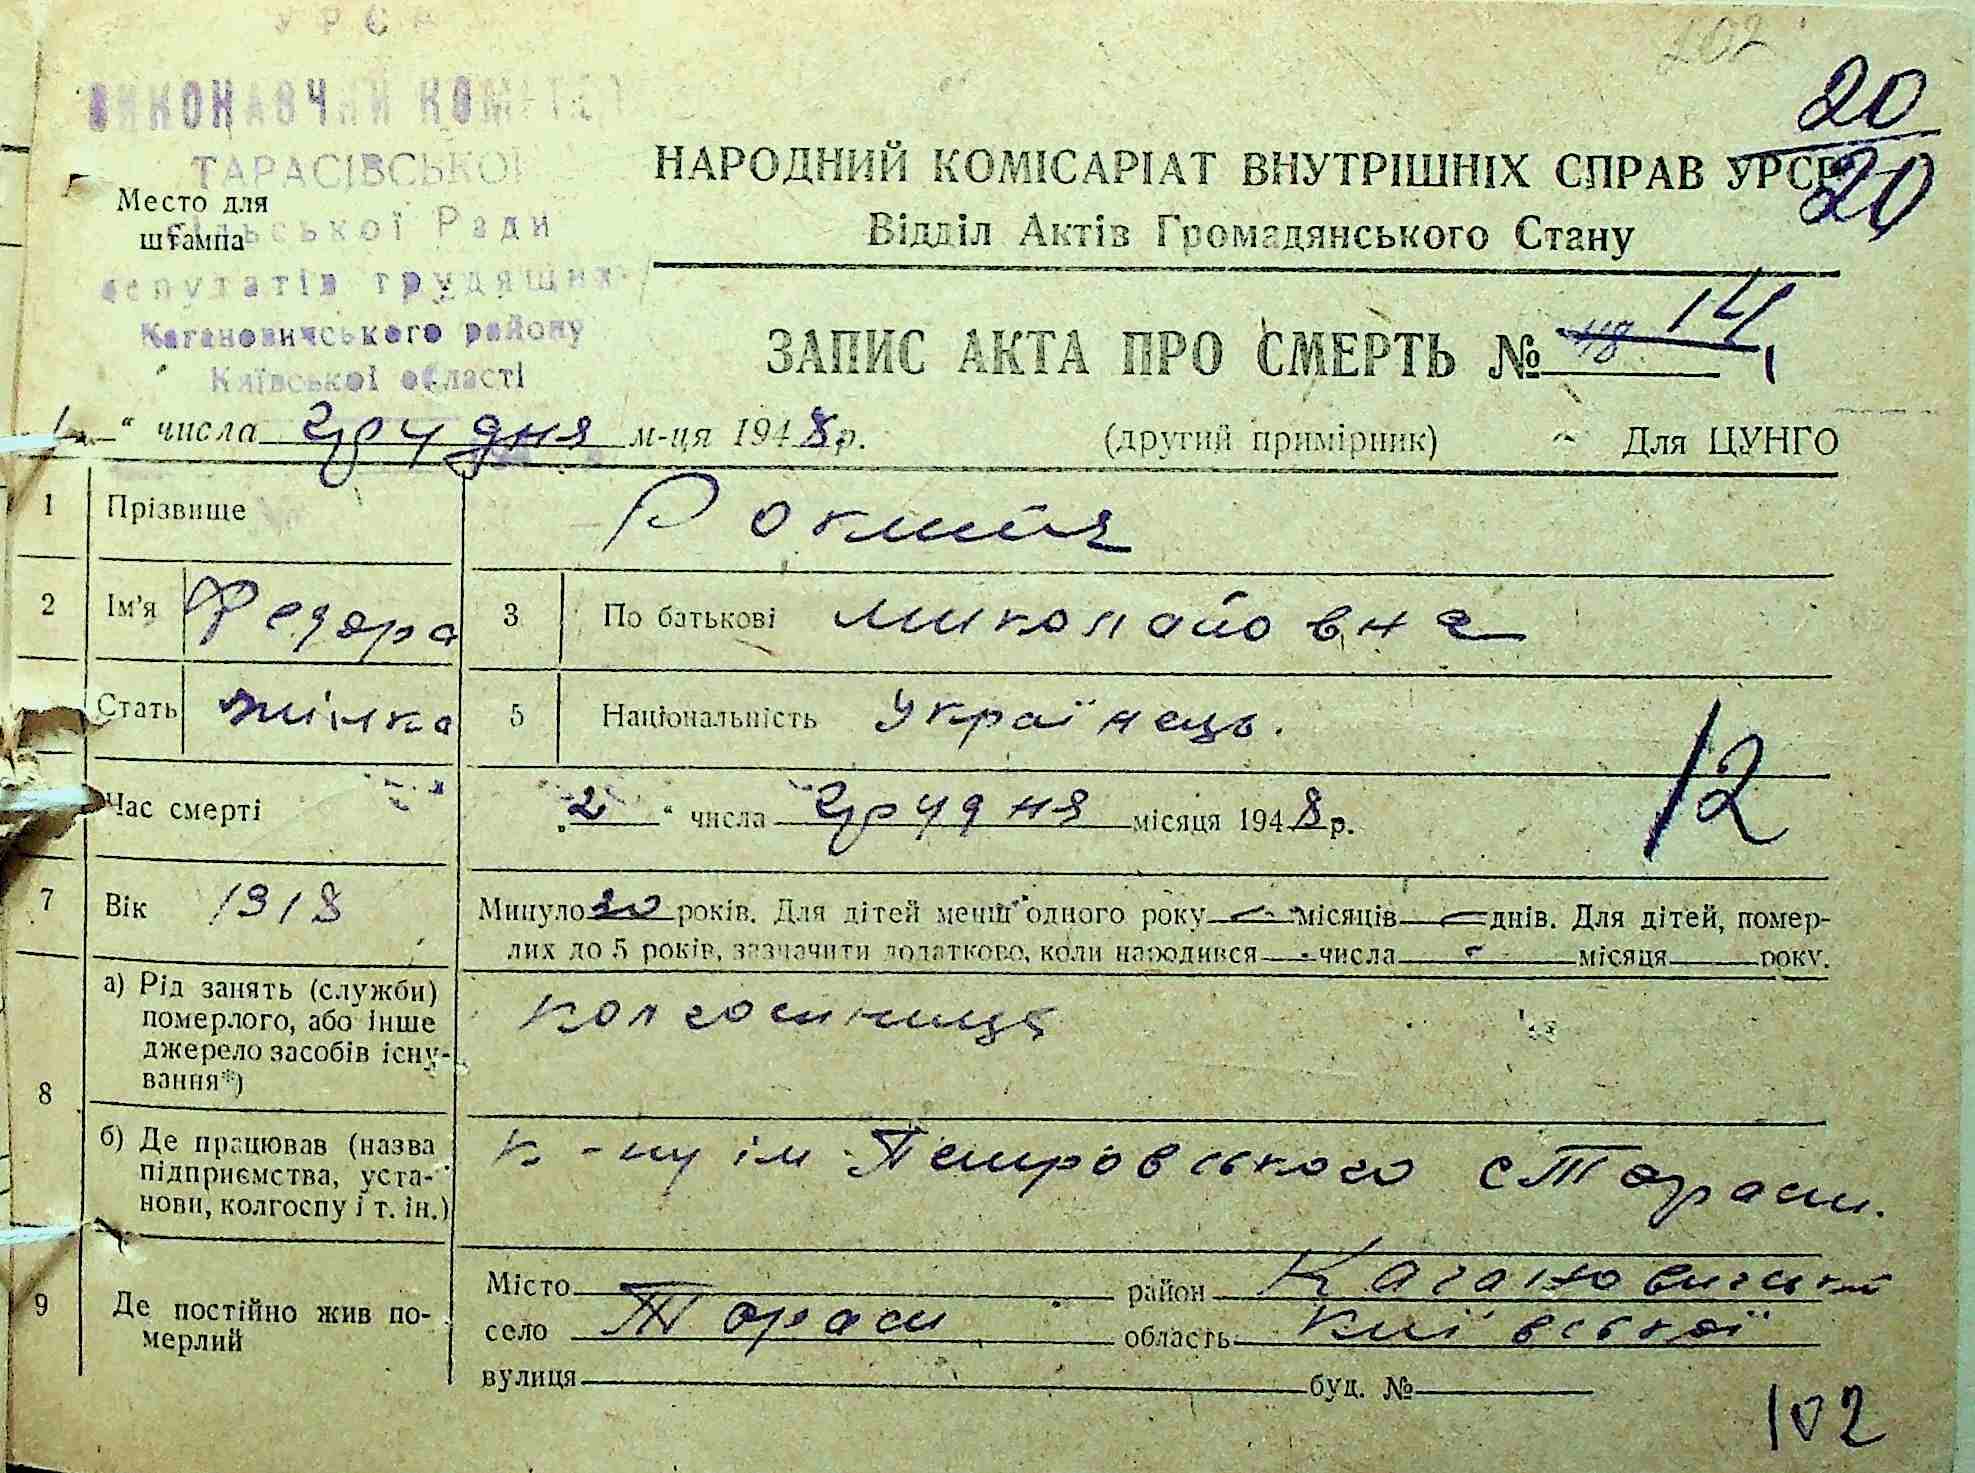 УРСР
ВИКОНАВЧИЙ КОМІТЕТ
ТАРАСІВСЬКОЇ
сільської Ради
депутатів трудящих
Кагановичського району
Київської області
Место для
штампа
102
20
20
НАРОДНИЙ КОМІСАРІАТ ВНУТРІШНІХ СПРАВ УРСР
Відділ Актів Громадянського Стану
ЗАПИС АКТА ПРО СМЕРТЬ № 14
“ числа грудня м-ця 1948 р.
(другий примірник) Для ЦУНГО
1 Прізвище
2 Ім'я Федора 3 По батькові Миколайовна
Стать жінка 5 Національність Українець.
Час смерті „2“ числа грудня місяця 1948 р.
12
7 Вік 1918 Минуло 30 років. Для дітей менш одного року — місяців — днів. Для дітей, помер-
лих до 5 років, зазначити додатково, коли народився — числа — місяця року.
8 а) Рід занять (служби)
померлого, або інше
джерело засобів існу-
вання*)
колгоспниця
б) Де працював (назва
підприємства, уста-
нови, колгоспу і т. ін.)
к-пу ім Петровського с Тараси.
9 Де постійно жив по-
мерлий
Місто район Кагановичський
село Тараси область Київської
вулиця буд. №
102